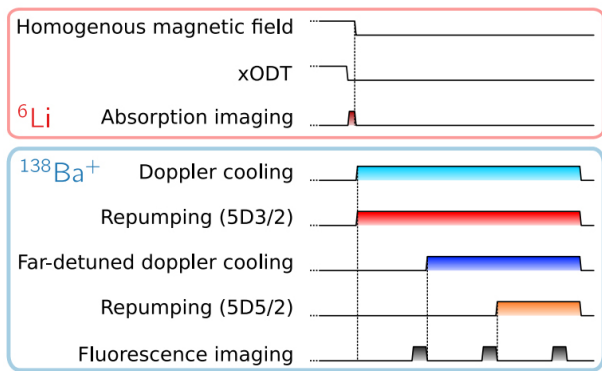 Homogenous magnetic field
xODT
⁶Li Absorption imaging
¹³⁸Ba⁺ Doppler cooling
Repumping (5D3/2)
Far-detuned doppler cooling
Repumping (5D5/2)
Fluorescence imaging